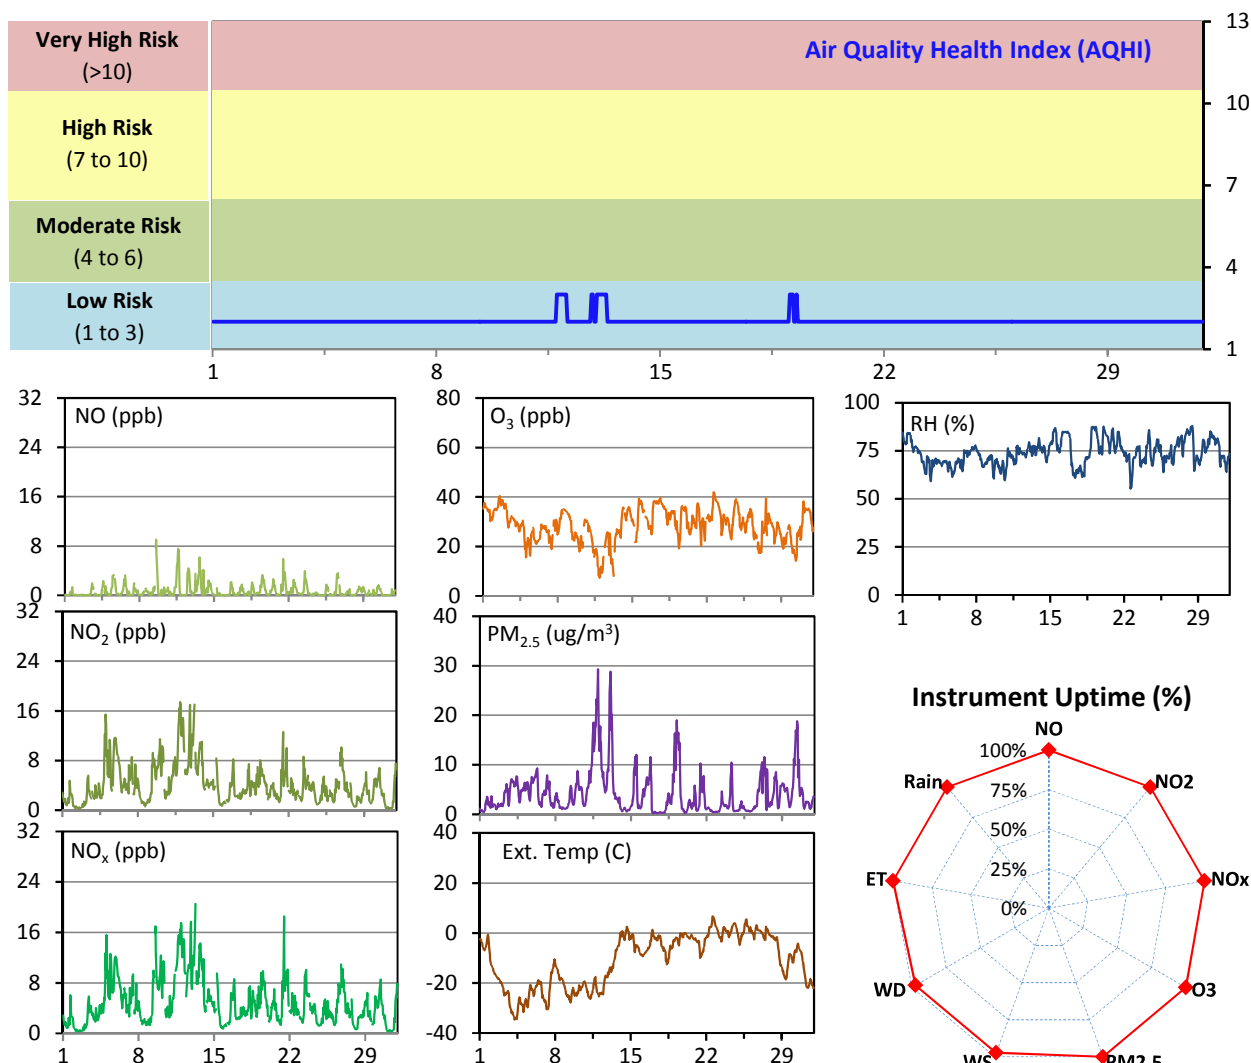 Very High Risk
(>10)
High Risk
(7 to 10)
Moderate Risk
(4 to 6)
Low Risk
(1 to 3)
Air Quality Health Index (AQHI)
13
10
7
4
1
1 8 15 22 29
NO (ppb)
32
24
16
8
0
O3 (ppb)
80
60
40
20
0
RH (%)
100
75
50
25
0
1 8 15 22 29
NO2 (ppb)
32
24
16
8
0
PM2.5 (ug/m³)
40
30
20
10
0
NOx (ppb)
32
24
16
8
0
1 8 15 22 29
Ext. Temp (C)
40
20
0
-20
-40
1 8 15 22 29
Instrument Uptime (%)
NO
NO2
NOx
O3
PM2.5
WS
WD
ET
Rain
100%
75%
50%
25%
0%